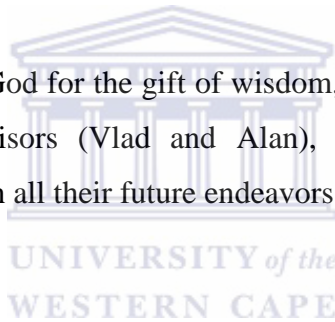 God for the gift of wisdom.
isors (Vlad and Alan),
all their future endeavors
UNIVERSITY of the
WESTERN CAPE